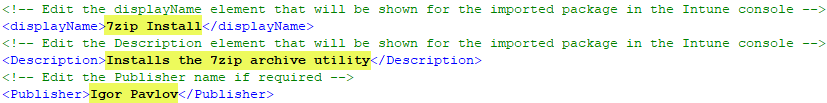 <!-- Edit the displayName element that will be shown for the imported package in the Intune console -->
<displayName>7zip Install</displayName>
<!-- Edit the Description element that will be shown for the imported package in the Intune console -->
<Description>Installs the 7zip archive utility</Description>
<!-- Edit the Publisher name if required -->
<Publisher>Igor Pavlov</Publisher>